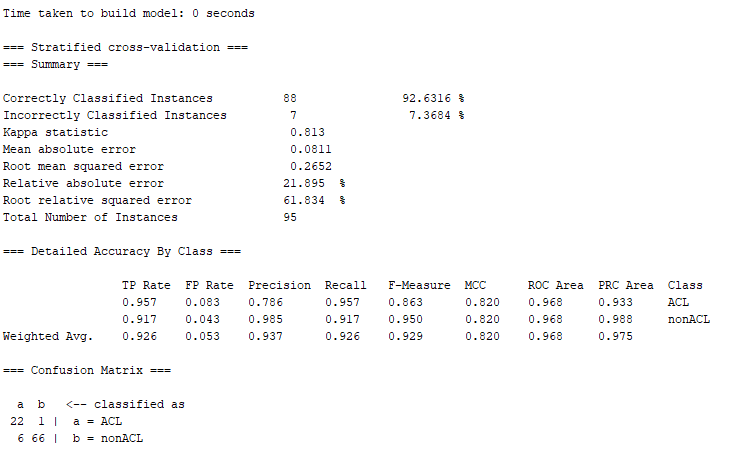 Time taken to build model: 0 seconds

=== Stratified cross-validation ===
=== Summary ===

Correctly Classified Instances          88               92.6316 %
Incorrectly Classified Instances         7                7.3684 %
Kappa statistic                          0.813
Mean absolute error                      0.0811
Root mean squared error                  0.2652
Relative absolute error                 21.895  %
Root relative squared error             61.834  %
Total Number of Instances               95

=== Detailed Accuracy By Class ===

                 TP Rate  FP Rate  Precision  Recall   F-Measure  MCC      ROC Area  PRC Area  Class
                 0.957    0.083    0.786      0.957    0.863      0.820    0.968     0.933     ACL
                 0.917    0.043    0.985      0.917    0.950      0.820    0.968     0.988     nonACL
Weighted Avg.    0.926    0.053    0.937      0.926    0.929      0.820    0.968     0.975

=== Confusion Matrix ===

  a  b   <-- classified as
 22  1 |  a = ACL
  6 66 |  b = nonACL